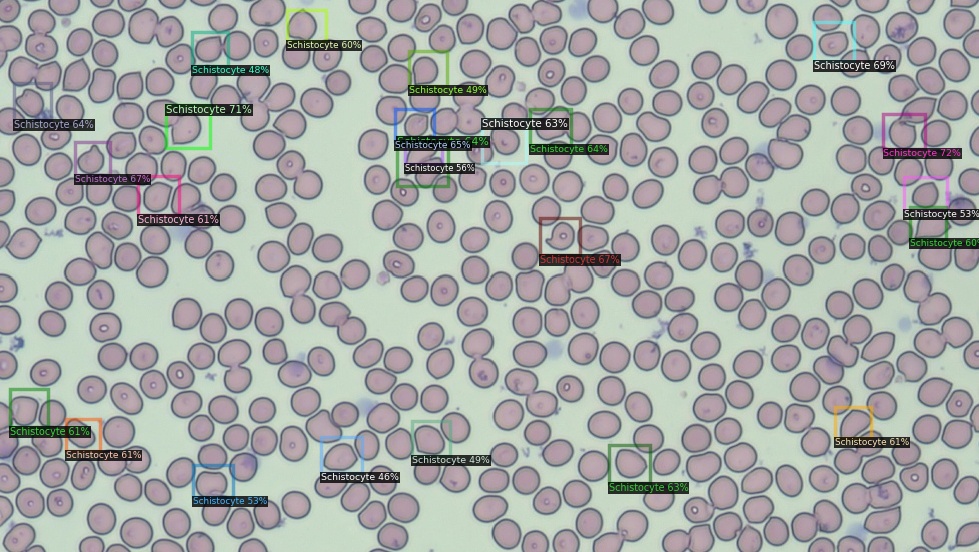 Schistocyte 60%
Schistocyte 48%
Schistocyte 69%
Schistocyte 49%
Schistocyte 71%
Schistocyte 64%
Schistocyte 63%
64%
Schistocyte 65%
Schistocyte 64%
Schistocyte 72%
Schistocyte 56%
Schistocyte 67%
Schistocyte 61%
Schistocyte 53%
Schistocyte 60%
Schistocyte 67%
Schistocyte 61%
Schistocyte 61%
Schistocyte 61%
Schistocyte 49%
Schistocyte 46%
Schistocyte 63%
Schistocyte 53%